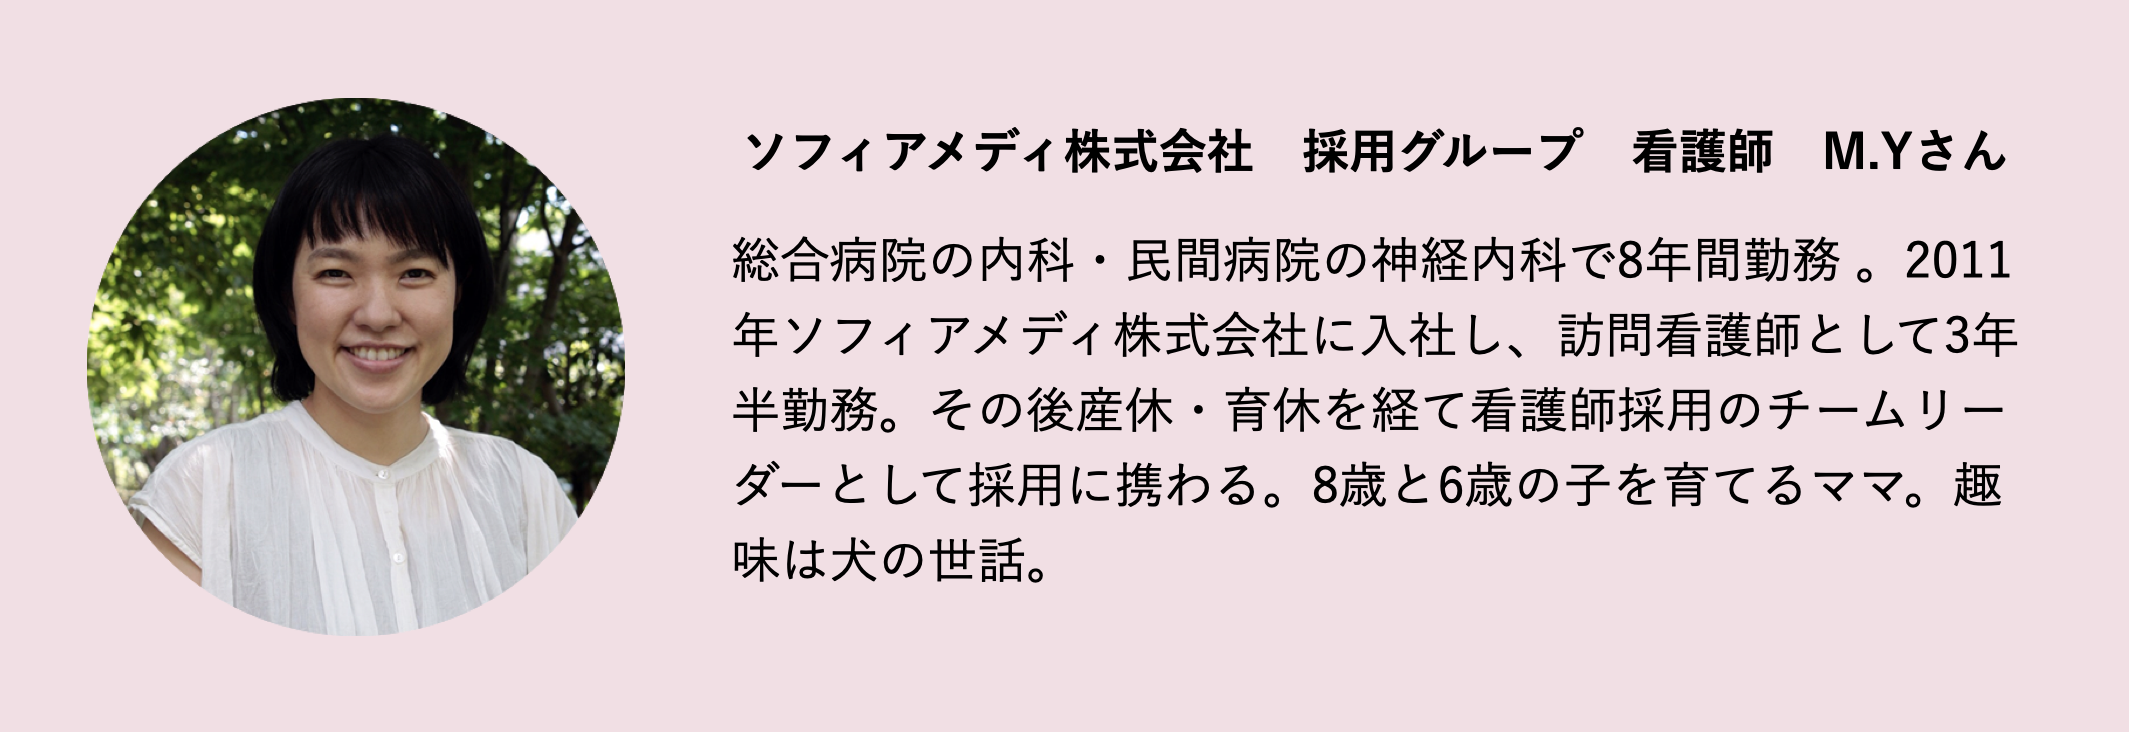 ソフィアメディ株式会社　採用グループ　看護師　M.Yさん
総合病院の内科・民間病院の神経内科で8年間勤務 。2011
年ソフィアメディ株式会社に入社し、訪問看護師として3年
半勤務。その後産休・育休を経て看護師採用のチームリー
ダーとして採用に携わる。8歳と6歳の子を育てるママ。趣
味は犬の世話。